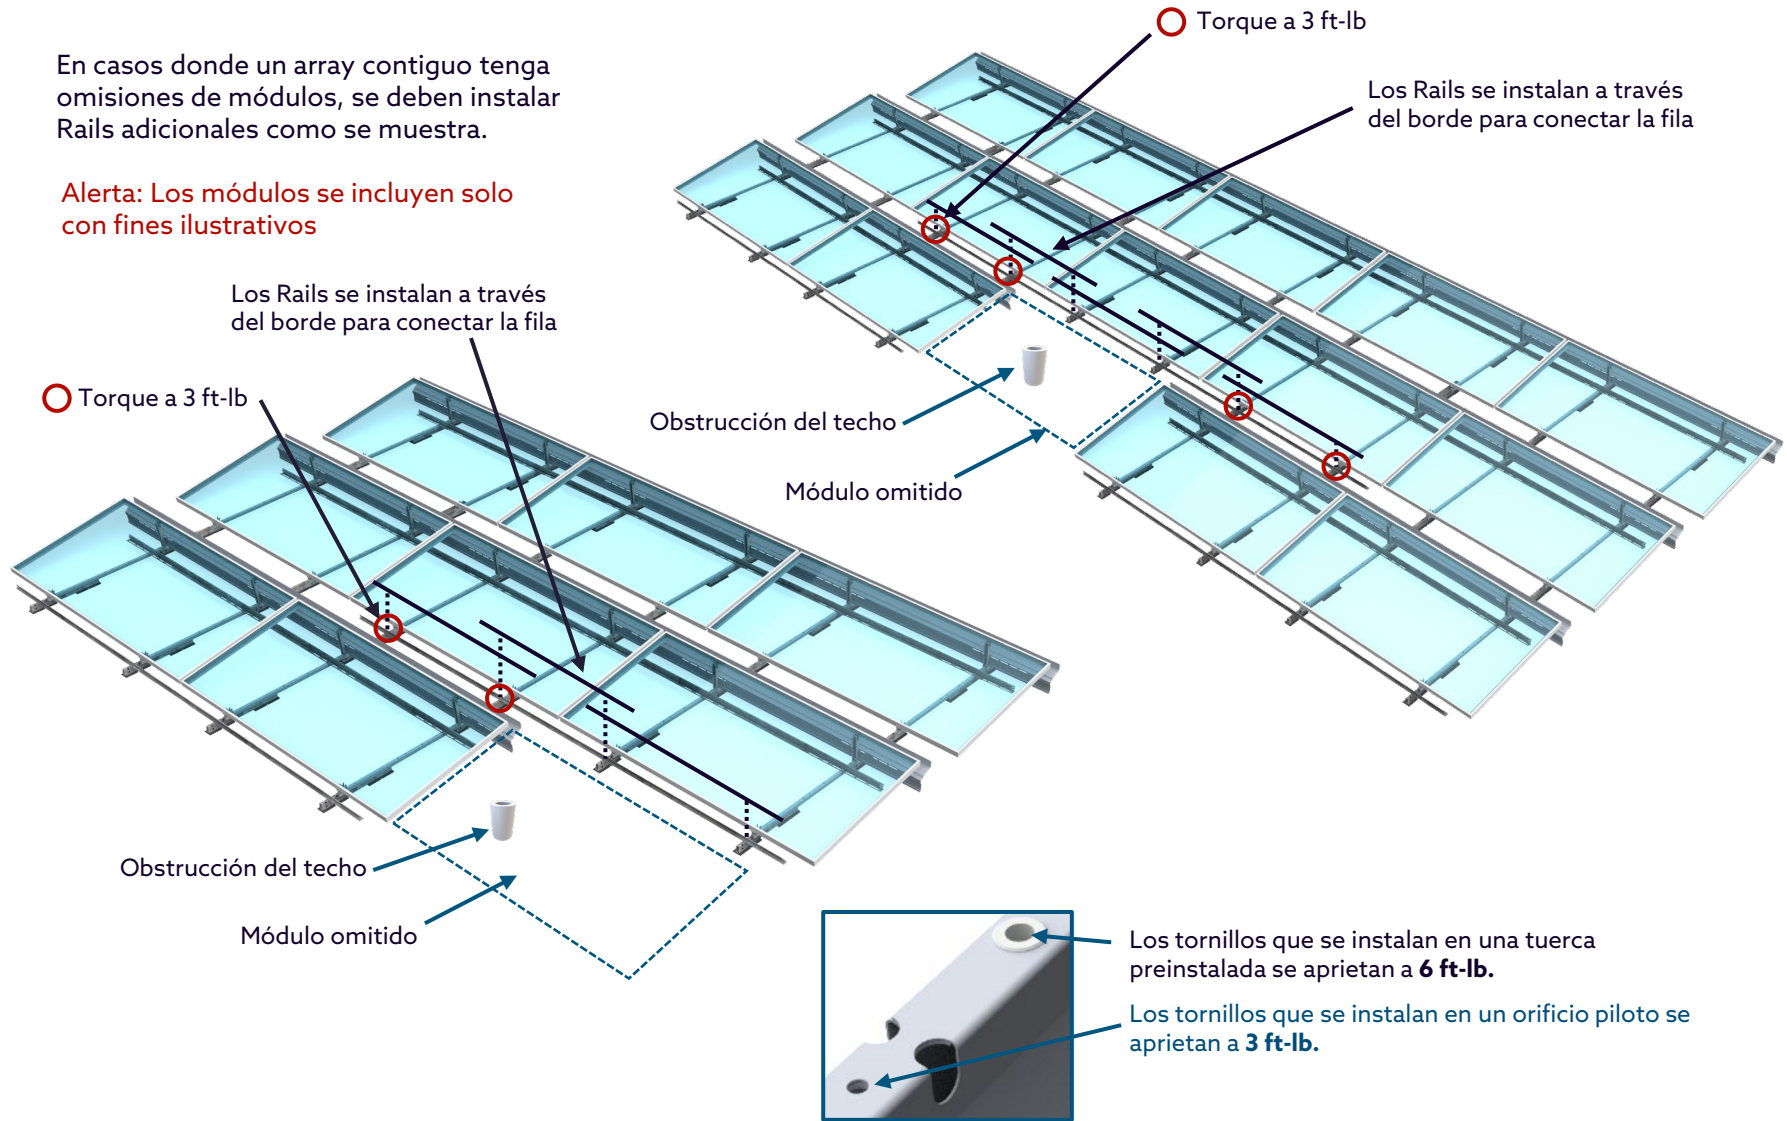 En casos donde un array contiguo tenga
omisiones de módulos, se deben instalar
Rails adicionales como se muestra.
Alerta: Los módulos se incluyen solo
con fines ilustrativos
Torque a 3 ft-lb
Los Rails se instalan a través
del borde para conectar la fila
Los Rails se instalan a través
del borde para conectar la fila
Torque a 3 ft-lb
Obstrucción del techo
Módulo omitido
Obstrucción del techo
Módulo omitido
Los tornillos que se instalan en una tuerca
preinstalada se aprietan a 6 ft-lb.
Los tornillos que se instalan en un orificio piloto se
aprietan a 3 ft-lb.